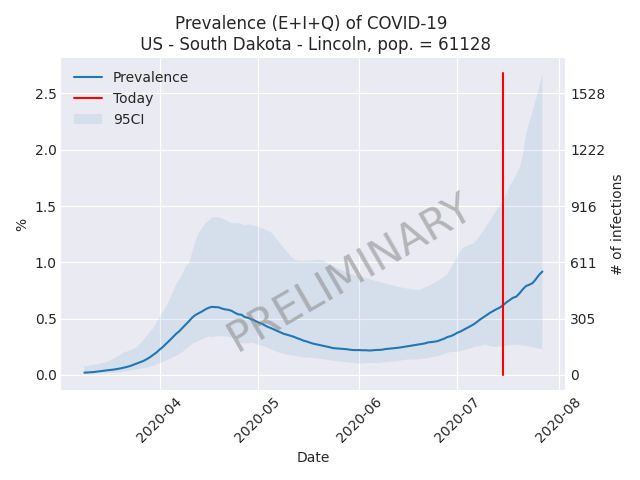 Prevalence (E+I+Q) of COVID-19
US - South Dakota - Lincoln, pop. = 61128
Prevalence
Today
95CI
PRELIMINARY
%
2.5
2.0
1.5
1.0
0.5
0.0
1528
1222
916
611
305
0
# of infections
2020-04
2020-05
2020-06
2020-07
2020-08
Date